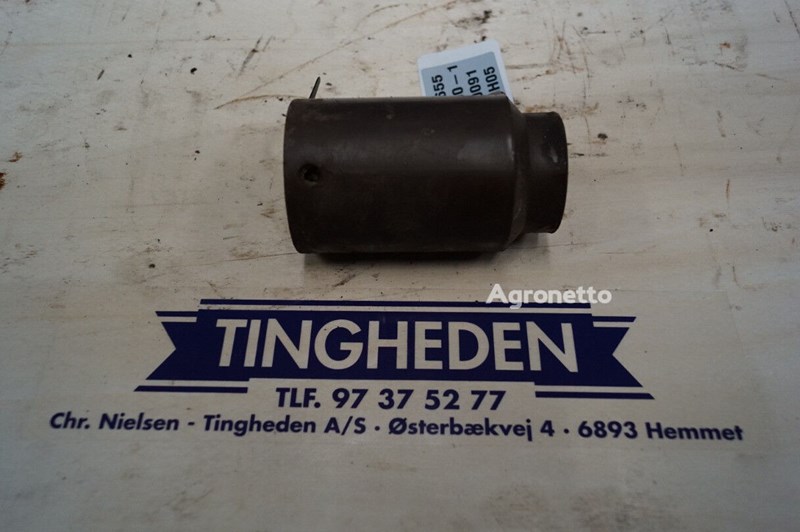 Agronetto
TINGHEDEN
TLF. 97 37 52 77
Chr. Nielsen - Tingheden A/S · Østerbækvej 4 · 6893 Hemmet